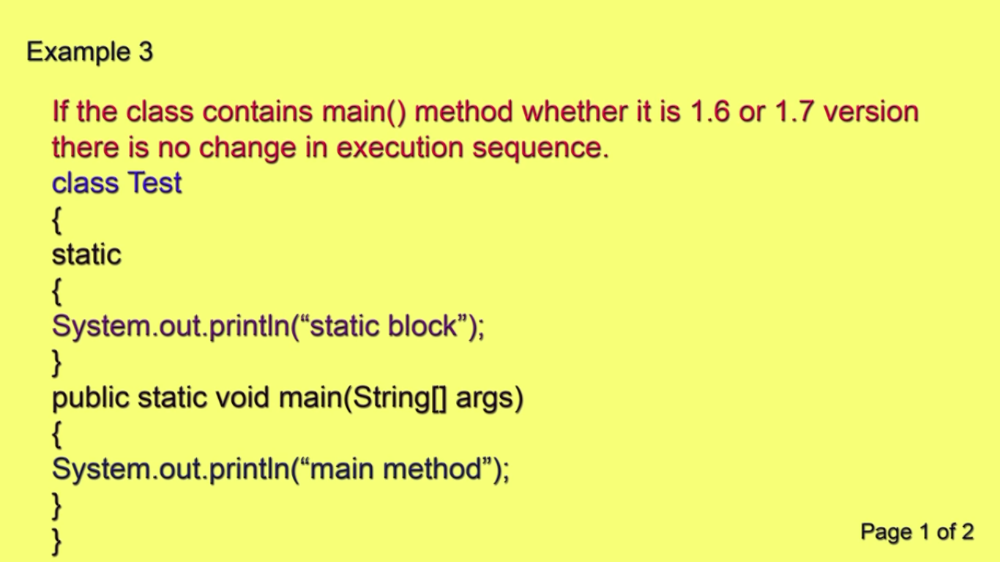 Example 3
If the class contains main() method whether it is 1.6 or 1.7 version
there is no change in execution sequence.
class Test
{
static
{
System.out.println(“static block”);
}
public static void main(String[] args)
{
System.out.println(“main method”);
}
}
Page 1 of 2